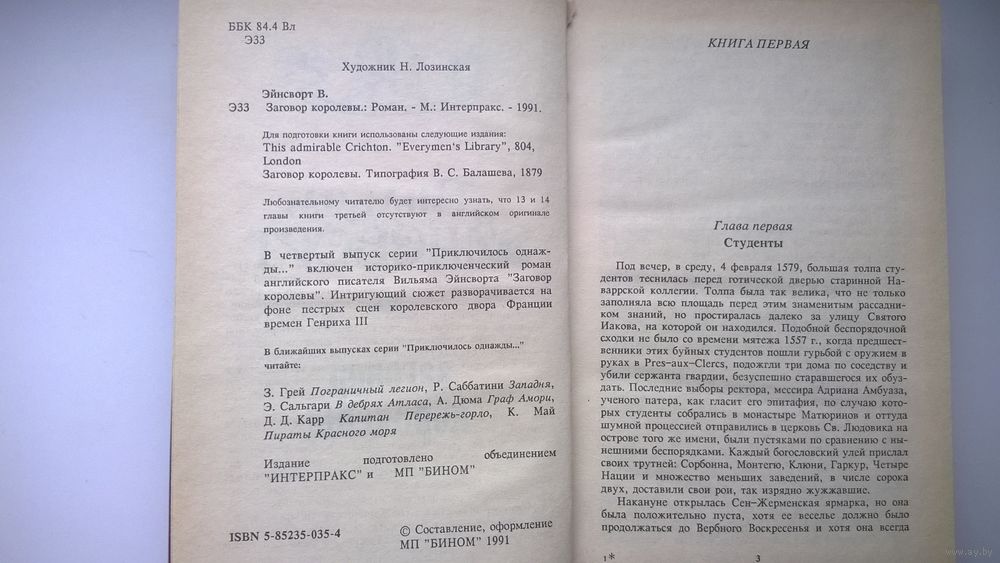 ББК 84.4 Вл
Э33
Художник Н. Лозинская
Эйнсворт В.
Э33 Заговор королевы.: Роман. - М.: Интерпракс. - 1991.
Для подготовки книги использованы следующие издания:
This admirable Crichton. "Everymen's Library", 804,
London
Заговор королевы. Типография В. С. Балашева, 1879
Любознательному читателю будет интересно узнать, что 13 и 14
главы книги третьей отсутствуют в английском оригинале
произведения.
В четвертый выпуск серии "Приключилось однаж-
ды..." включен историко-приключенческий роман
английского писателя Вильяма Эйнсворта "Заговор
королевы". Интригующий сюжет разворачивается на
фоне пестрых сцен королевского двора Франции
времен Генриха III
В ближайших выпусках серии "Приключилось однажды..."
читайте:
З. Грей Пограничный легион, Р. Саббатини Западня,
Э. Сальгари В дебрях Атласа, А. Дюма Граф Амори,
Д. Д. Карр Капитан Перережь-горло, К. Май
Пираты Красного моря
Издание подготовлено объединением
"ИНТЕРПРАКС" и МП "БИНОМ"
ISBN 5-85235-035-4
© Составление, оформление
МП "БИНОМ" 1991
КНИГА ПЕРВАЯ
Глава первая
Студенты
Под вечер, в среду, 4 февраля 1579, большая толпа сту-
дентов теснилась перед готической дверью старинной На-
варрской коллегии. Толпа была так велика, что не только
заполняла всю площадь перед этим знаменитым рассадни-
ком знаний, но простиралась далеко за улицу Святого
Иакова, на которой он находился. Подобной беспорядочной
сходки не было со времени мятежа 1557 г., когда предшест-
венники этих буйных студентов пошли гурьбой с оружием в
руках в Pres-aux-Clercs, подожгли три дома по соседству и
убили сержанта гвардии, безуспешно старавшегося их обуз-
дать. Последние выборы ректора, мессира Адриана Амбуаза,
ученого патера, как гласит его эпитафия, по случаю кото-
рых студенты собрались в монастыре Матюринов и оттуда
шумной процессией отправились в церковь Св. Людовика на
острове того же имени, были пустяками по сравнению с ны-
нешними беспорядками. Каждый богословский улей прислал
своих трутней: Сорбонна, Монтегю, Клюни, Гаркур, Четыре
Нации и множество меньших заведений, в числе сорока
двух, доставили свои рои, так изрядно жужжавшие.
Накануне открылась Сен-Жерменская ярмарка, но она
была положительно пуста, хотя ее веселье должно было
продолжаться до Вербного Воскресенья и хотя она всегда
1*
3
www.ay.by